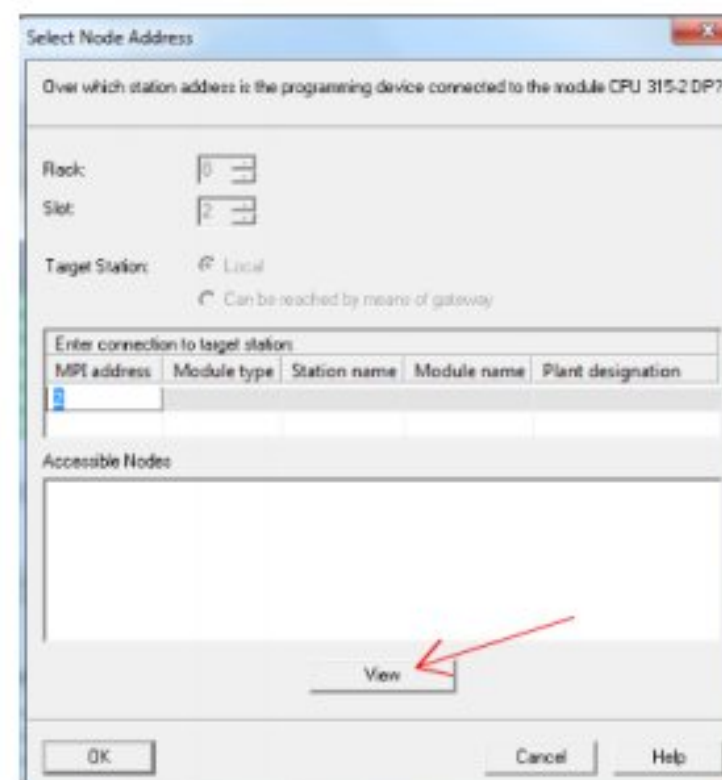 Select Node Address
Over which station address is the programming device connected to the module CPU 315-2 DP?
Rack: 0
Slot: 2
Target Station: Local
Can be reached by means of gateway
Enter connection to target station
MPI address Module type Station name Module name Plant designation
2
Accessible Nodes
View
OK Cancel Help